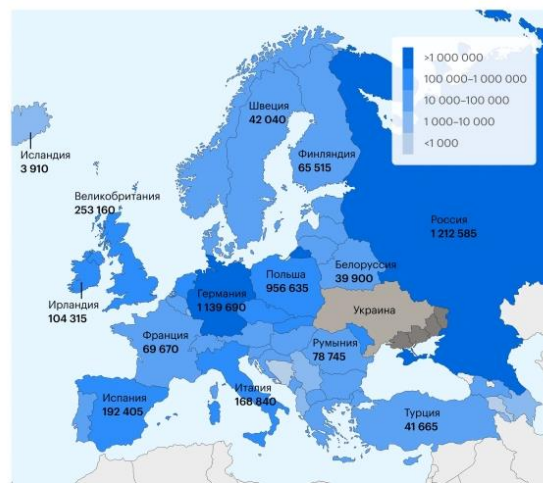 >1 000 000
100 000–1 000 000
10 000–100 000
1 000–10 000
<1 000
Швеция
42 040
Исландия
3 910
Финляндия
65 515
Великобритания
253 160
Россия
1 212 585
Белоруссия
39 900
Польша
956 635
Германия
1 139 690
Ирландия
104 315
Украина
Франция
69 670
Румыния
78 745
Италия
168 840
Испания
192 405
Турция
41 665